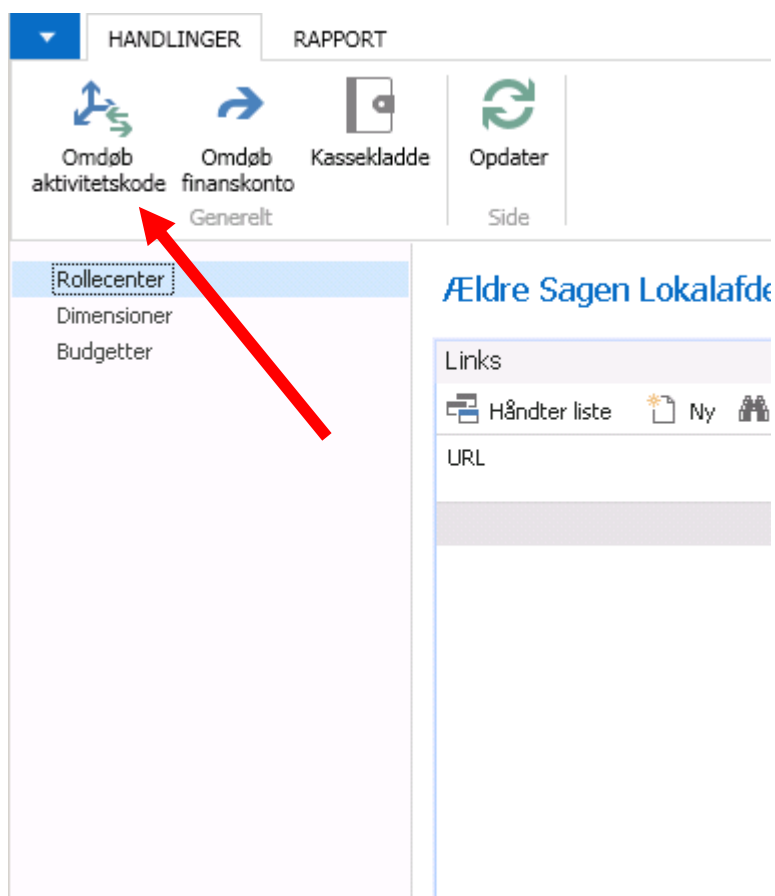 HANDLINGER RAPPORT
Omdøb Omdøb Kassekladde Opdater
aktivitetskode finanskonto
Generelt Side
Rollecenter
Dimensioner
Budgetter
Ældre Sagen Lokalafde
Links
Håndter liste Ny
URL